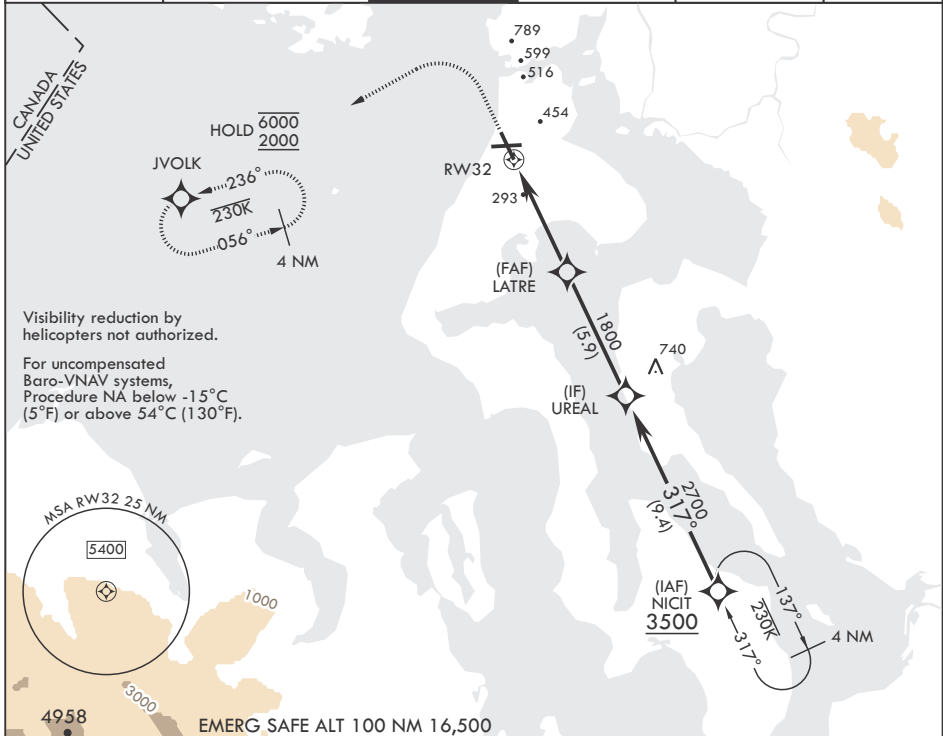 789
599
516
454
CANADA
UNITED STATES
HOLD 6000
2000
JVOLK
236°
230K
056°
4 NM
RW32
293
(FAF)
LATRE
1800
(5.9)
740
(IF)
UREAL
Visibility reduction by
helicopters not authorized.
For uncompensated
Baro-VNAV systems,
Procedure NA below -15°C
(5°F) or above 54°C (130°F).
2700
317°
(9.4)
MSA RW32 25 NM
5400
(IAF)
NICIT
3500
137°
230K
317°
4 NM
1000
3000
4958
EMERG SAFE ALT 100 NM 16,500